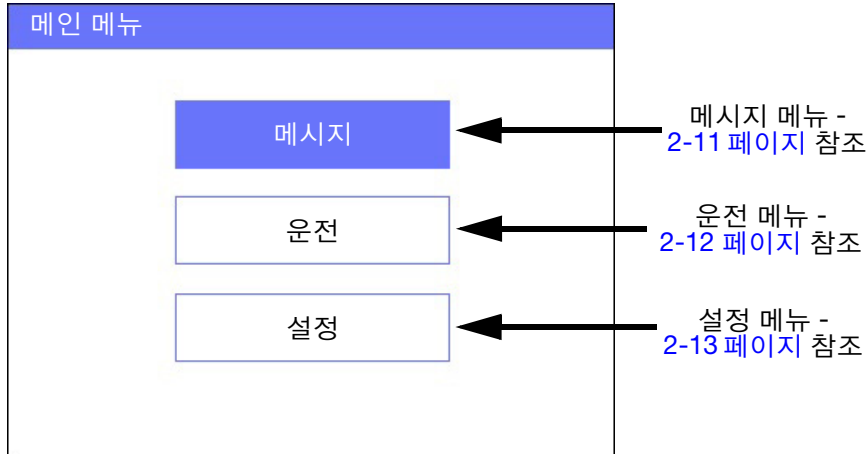 메인 메뉴
메시지
메시지 메뉴 -
2-11 페이지 참조
운전
운전 메뉴 -
2-12 페이지 참조
설정
설정 메뉴 -
2-13 페이지 참조